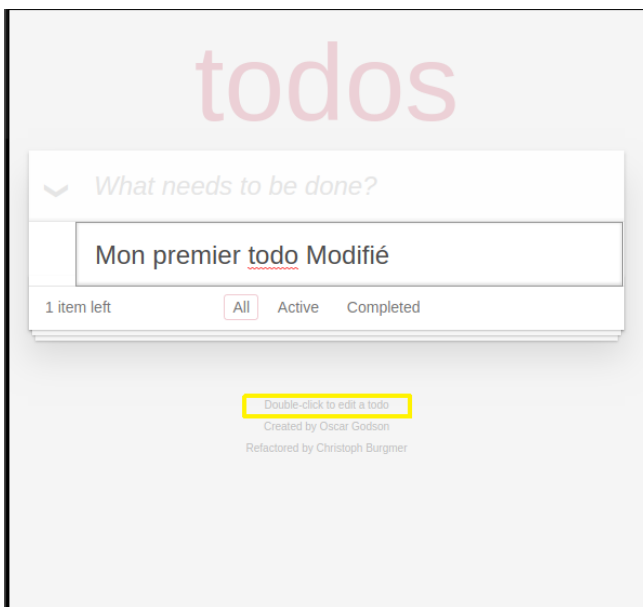 todos
What needs to be done?
Mon premier todo Modifié
1 item left All Active Completed
Double-click to edit a todo
Created by Oscar Godson
Refactored by Christoph Burgmer